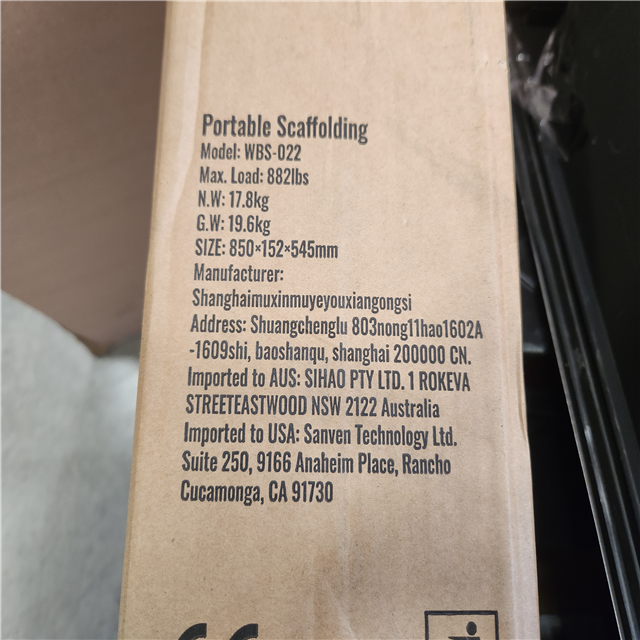 Portable Scaffolding
Model: WBS-022
Max. Load: 882lbs
N.W: 17.8kg
G.W: 19.6kg
SIZE: 850×152×545mm
Manufacturer:
Shanghaimuxinmuyeyouxiangongsi
Address: Shuangchenglu 803nong11hao1602A
-1609shi, baoshanqu, shanghai 200000 CN.
Imported to AUS: SIHAO PTY LTD. 1 ROKEVA
STREETEASTWOOD NSW 2122 Australia
Imported to USA: Sanven Technology Ltd.
Suite 250, 9166 Anaheim Place, Rancho
Cucamonga, CA 91730